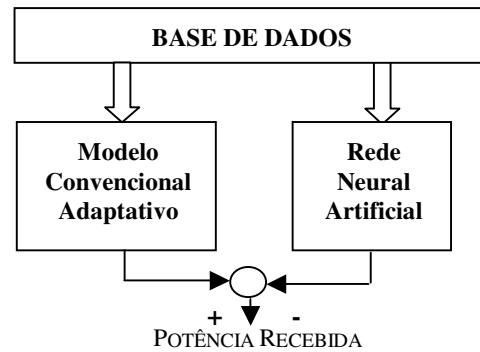 BASE DE DADOS
Modelo
Convencional
Adaptativo
Rede
Neural
Artificial
+ -
POTÊNCIA RECEBIDA